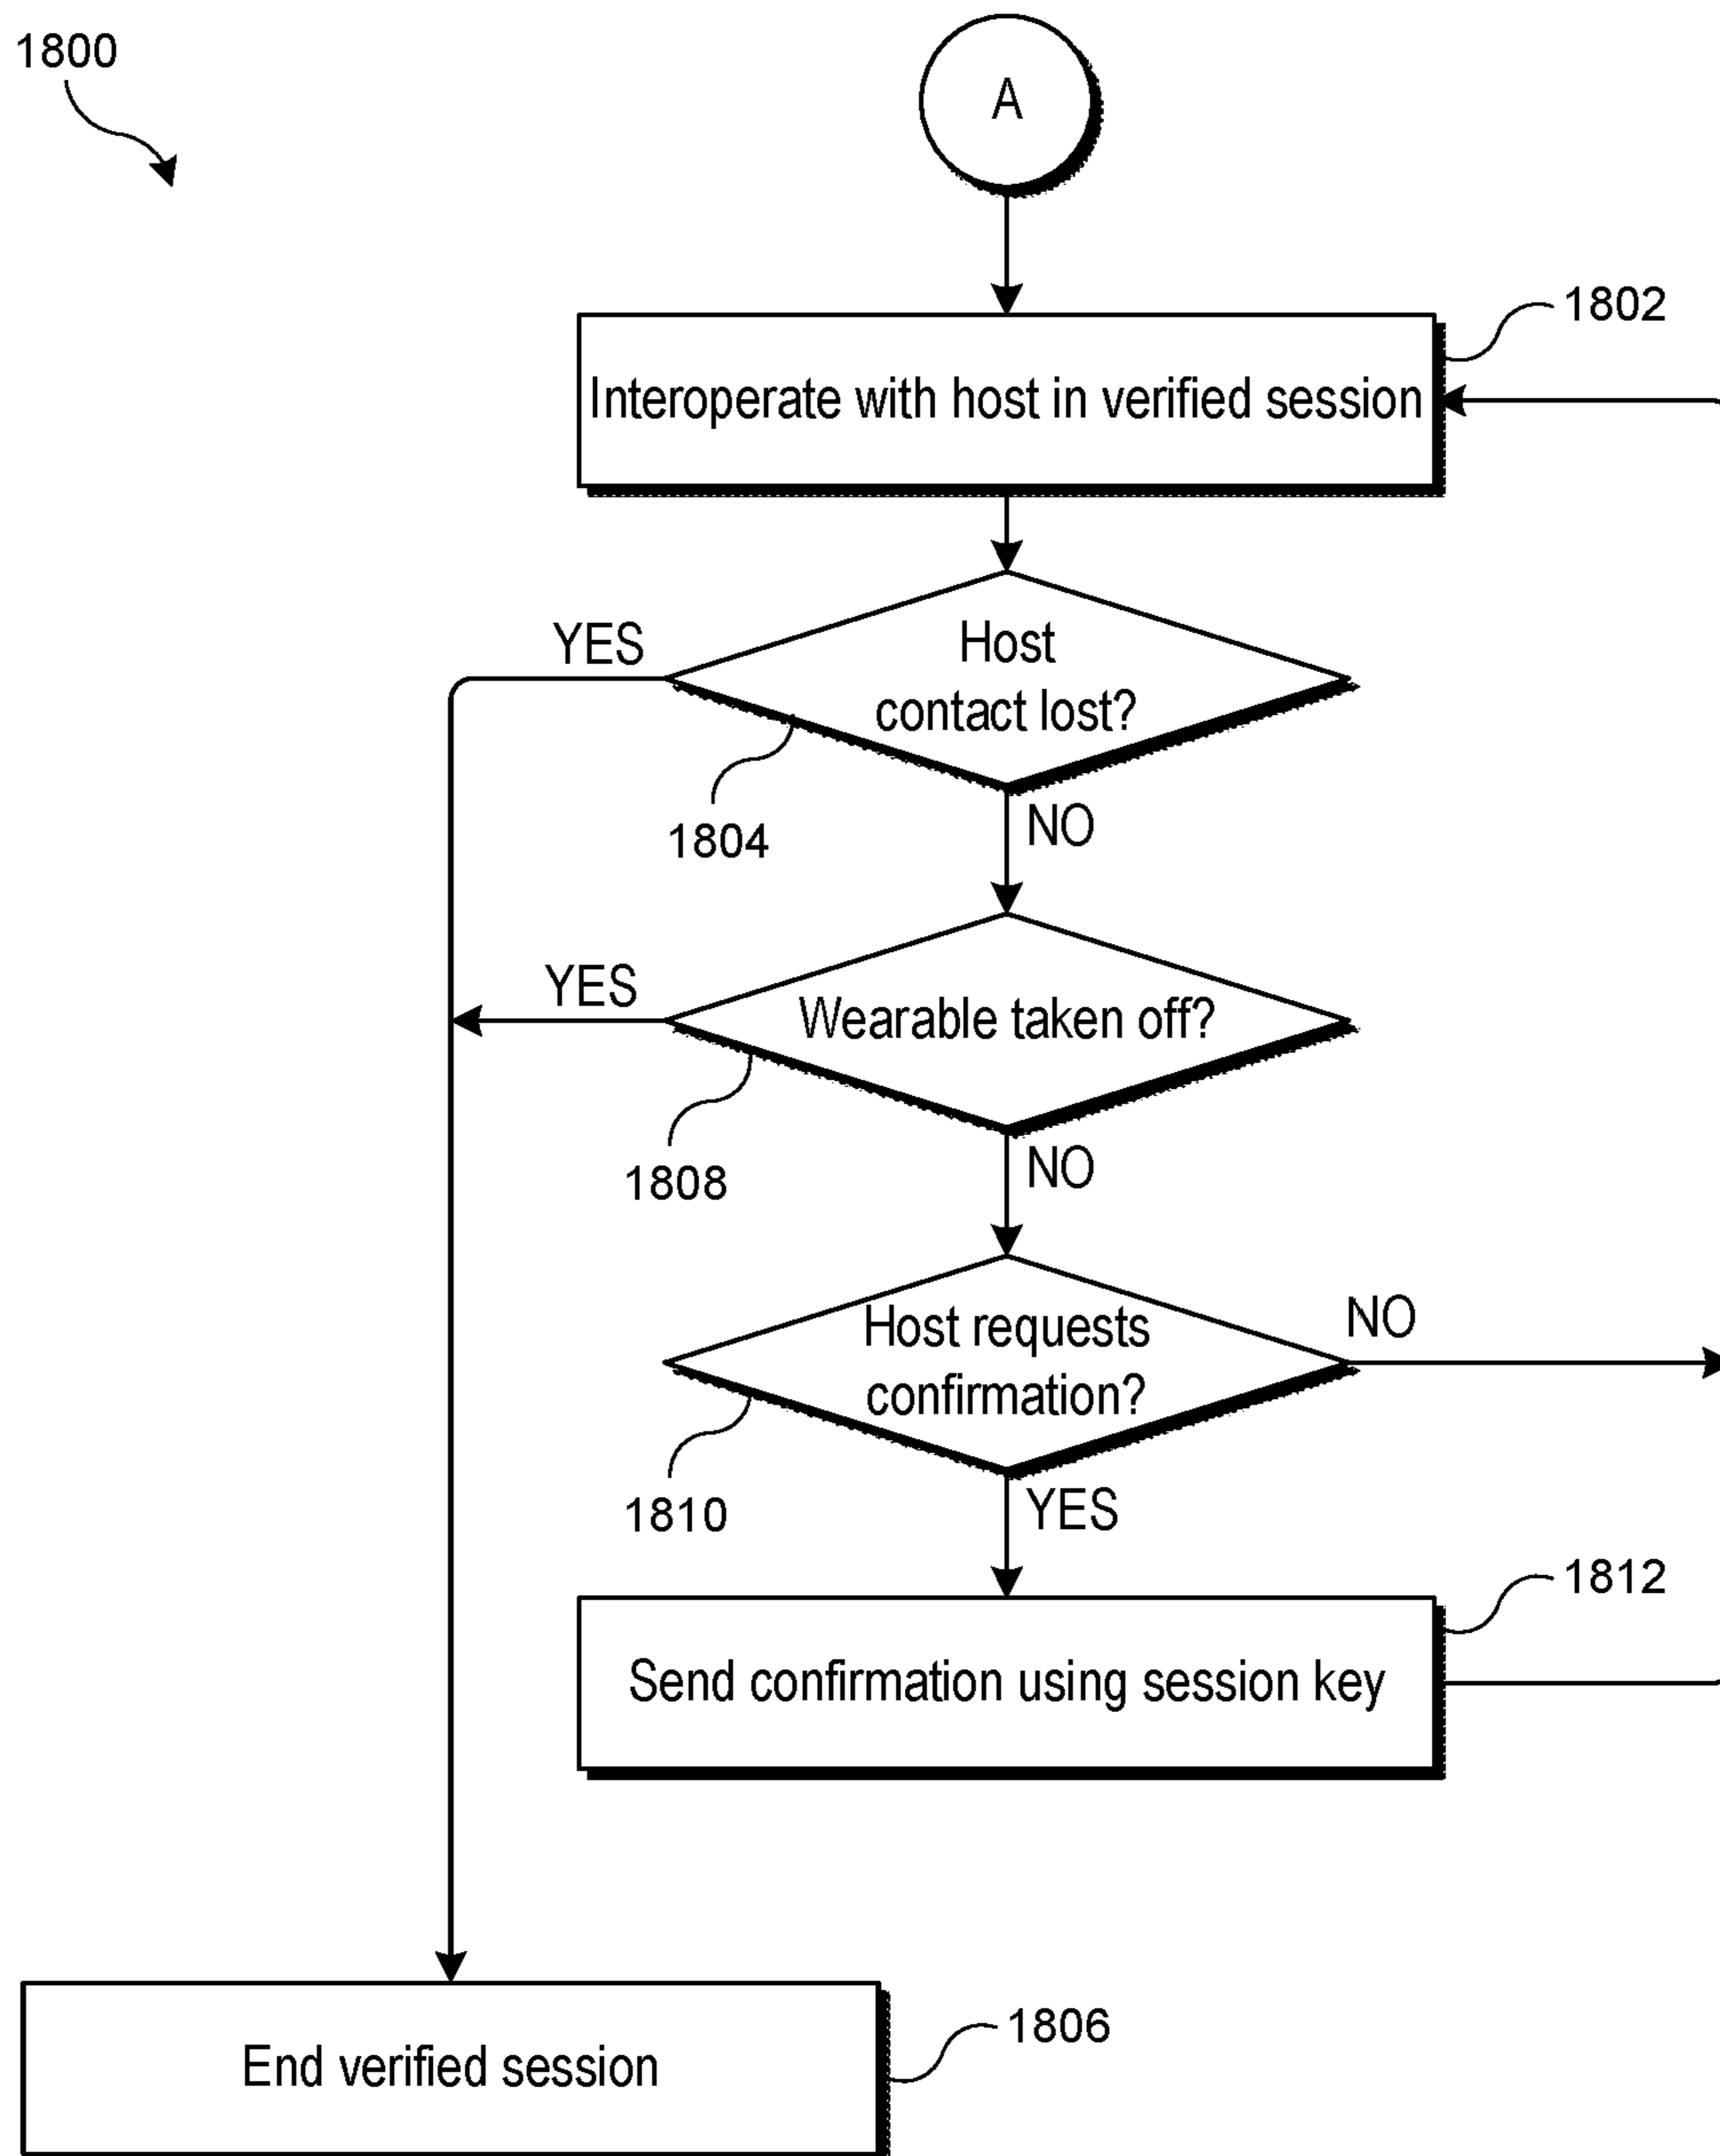 1800
A
1802
Interoperate with host in verified session
YES
Host
contact lost?
1804
NO
YES
Wearable taken off?
1808
NO
Host requests
confirmation?
NO
1810
YES
1812
Send confirmation using session key
1806
End verified session